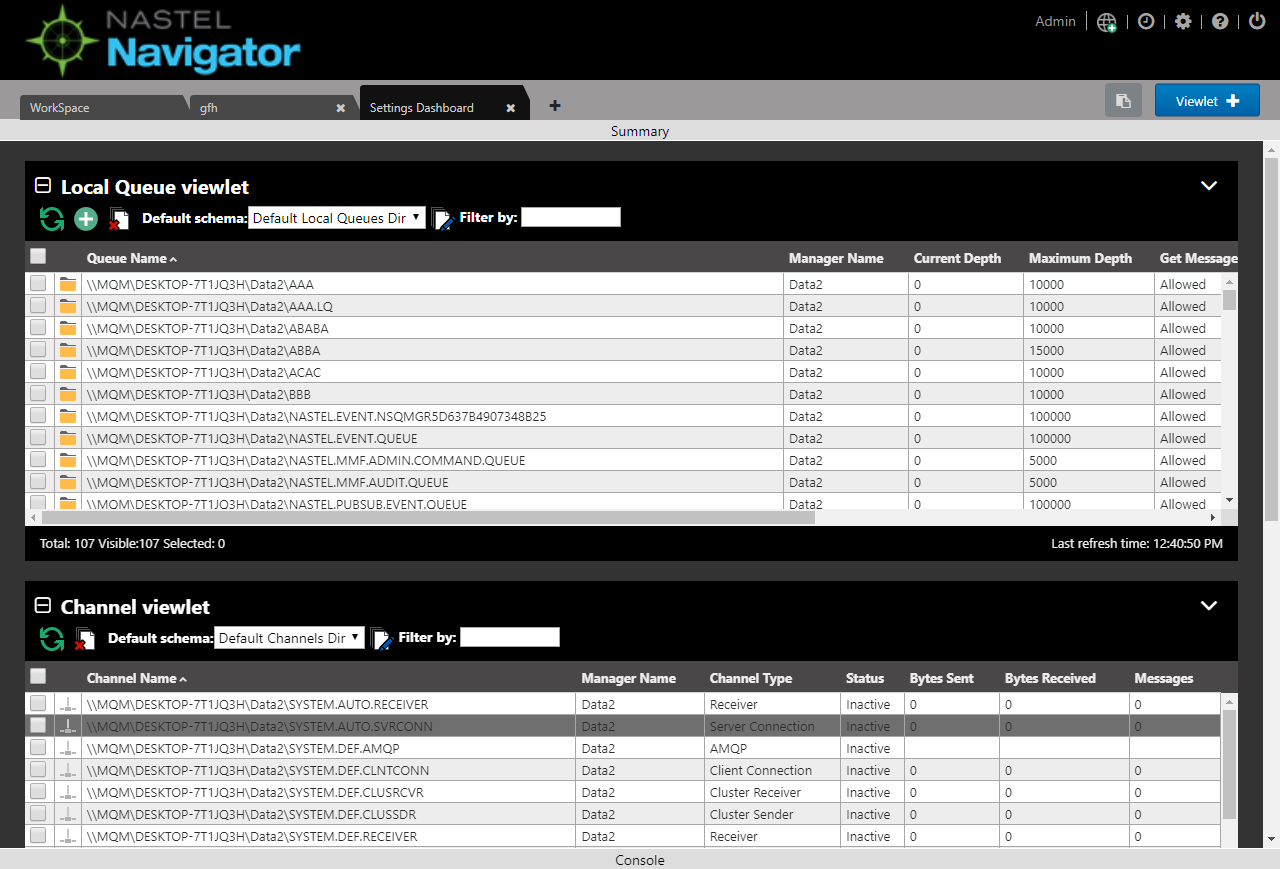 NASTEL
Navigator
Admin
WorkSpace gfh Settings Dashboard Viewlet
Summary
Local Queue viewlet
Default schema: Default Local Queues Dir Filter by:
Queue Name Manager Name Current Depth Maximum Depth Get Message
\\MQM\DESKTOP-7T1JQ3H\Data2\AAA Data2 0 10000 Allowed
\\MQM\DESKTOP-7T1JQ3H\Data2\AAA.LQ Data2 0 10000 Allowed
\\MQM\DESKTOP-7T1JQ3H\Data2\ABABA Data2 0 10000 Allowed
\\MQM\DESKTOP-7T1JQ3H\Data2\ABBA Data2 0 15000 Allowed
\\MQM\DESKTOP-7T1JQ3H\Data2\ACAC Data2 0 10000 Allowed
\\MQM\DESKTOP-7T1JQ3H\Data2\BBB Data2 0 10000 Allowed
\\MQM\DESKTOP-7T1JQ3H\Data2\NASTEL.EVENT.NSQMGR5D637B4907348B25 Data2 0 100000 Allowed
\\MQM\DESKTOP-7T1JQ3H\Data2\NASTEL.EVENT.QUEUE Data2 0 100000 Allowed
\\MQM\DESKTOP-7T1JQ3H\Data2\NASTEL.MMF.ADMIN.COMMAND.QUEUE Data2 0 5000 Allowed
\\MQM\DESKTOP-7T1JQ3H\Data2\NASTEL.MMF.AUDIT.QUEUE Data2 0 5000 Allowed
\\MQM\DESKTOP-7T1JQ3H\Data2\NASTEL.PUBSUB.EVENT.QUEUE Data2 0 100000 Allowed
Total: 107 Visible:107 Selected: 0 Last refresh time: 12:40:50 PM
Channel viewlet
Default schema: Default Channels Dir Filter by:
Channel Name Manager Name Channel Type Status Bytes Sent Bytes Received Messages
\\MQM\DESKTOP-7T1JQ3H\Data2\SYSTEM.AUTO.RECEIVER Data2 Receiver Inactive 0 0 0
\\MQM\DESKTOP-7T1JQ3H\Data2\SYSTEM.AUTO.SVRCONN Data2 Server Connection Inactive 0 0 0
\\MQM\DESKTOP-7T1JQ3H\Data2\SYSTEM.DEF.AMQP Data2 AMQP Inactive
\\MQM\DESKTOP-7T1JQ3H\Data2\SYSTEM.DEF.CLNTCONN Data2 Client Connection Inactive 0 0 0
\\MQM\DESKTOP-7T1JQ3H\Data2\SYSTEM.DEF.CLUSRCVR Data2 Cluster Receiver Inactive 0 0 0
\\MQM\DESKTOP-7T1JQ3H\Data2\SYSTEM.DEF.CLUSSDR Data2 Cluster Sender Inactive 0 0 0
\\MQM\DESKTOP-7T1JQ3H\Data2\SYSTEM.DEF.RECEIVER Data2 Receiver Inactive 0 0 0
Console